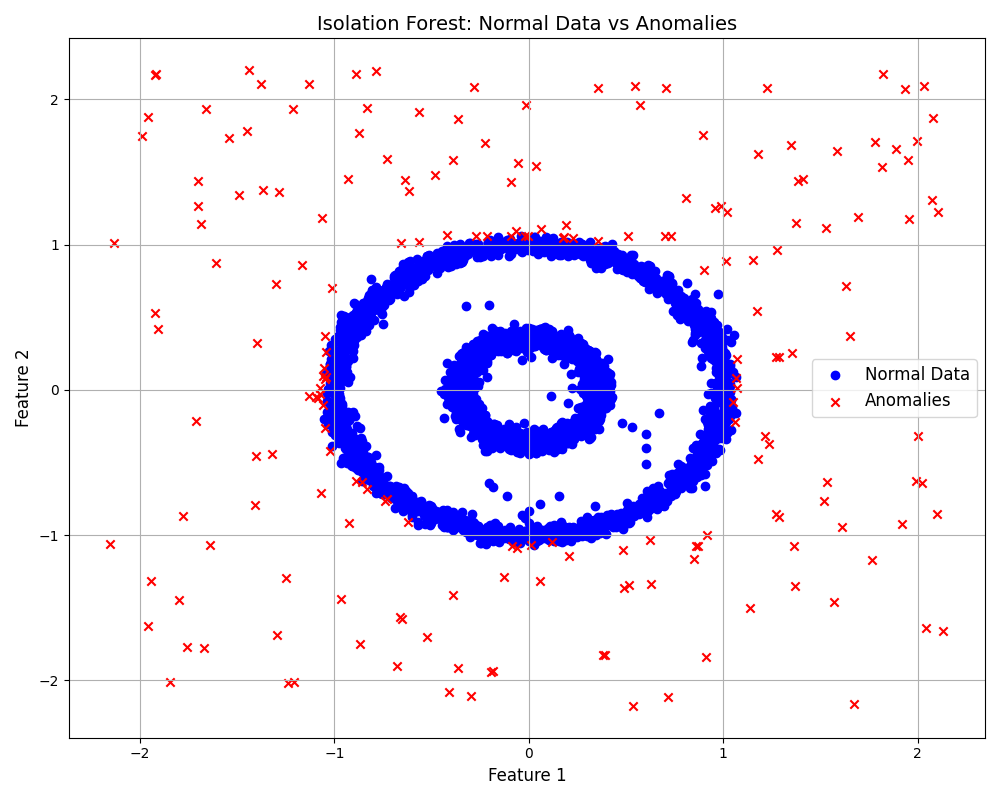 Isolation Forest: Normal Data vs Anomalies
2
1
0
−1
−2
Feature 2
Normal Data
Anomalies
−2
−1
0
1
2
Feature 1